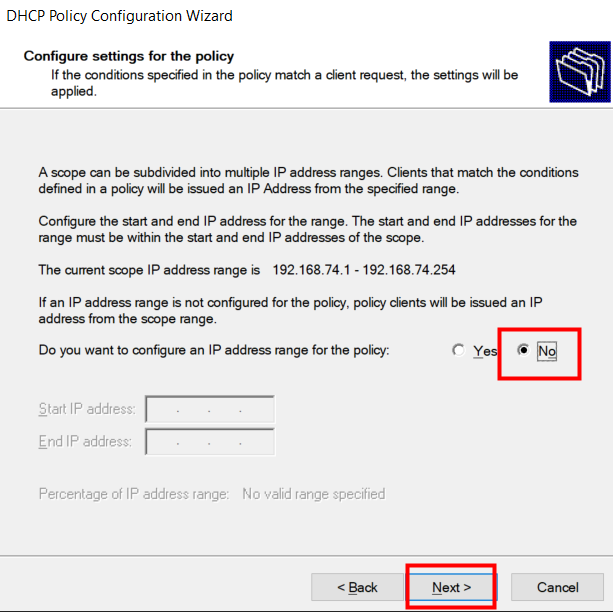 DHCP Policy Configuration Wizard
Configure settings for the policy
If the conditions specified in the policy match a client request, the settings will be
applied.
A scope can be subdivided into multiple IP address ranges. Clients that match the conditions
defined in a policy will be issued an IP Address from the specified range.
Configure the start and end IP address for the range. The start and end IP addresses for the
range must be within the start and end IP addresses of the scope.
The current scope IP address range is 192.168.74.1 - 192.168.74.254
If an IP address range is not configured for the policy, policy clients will be issued an IP
address from the scope range.
Do you want to configure an IP address range for the policy: Yes No
Start IP address: . . .
End IP address: . . .
Percentage of IP address range: No valid range specified
< Back Next > Cancel